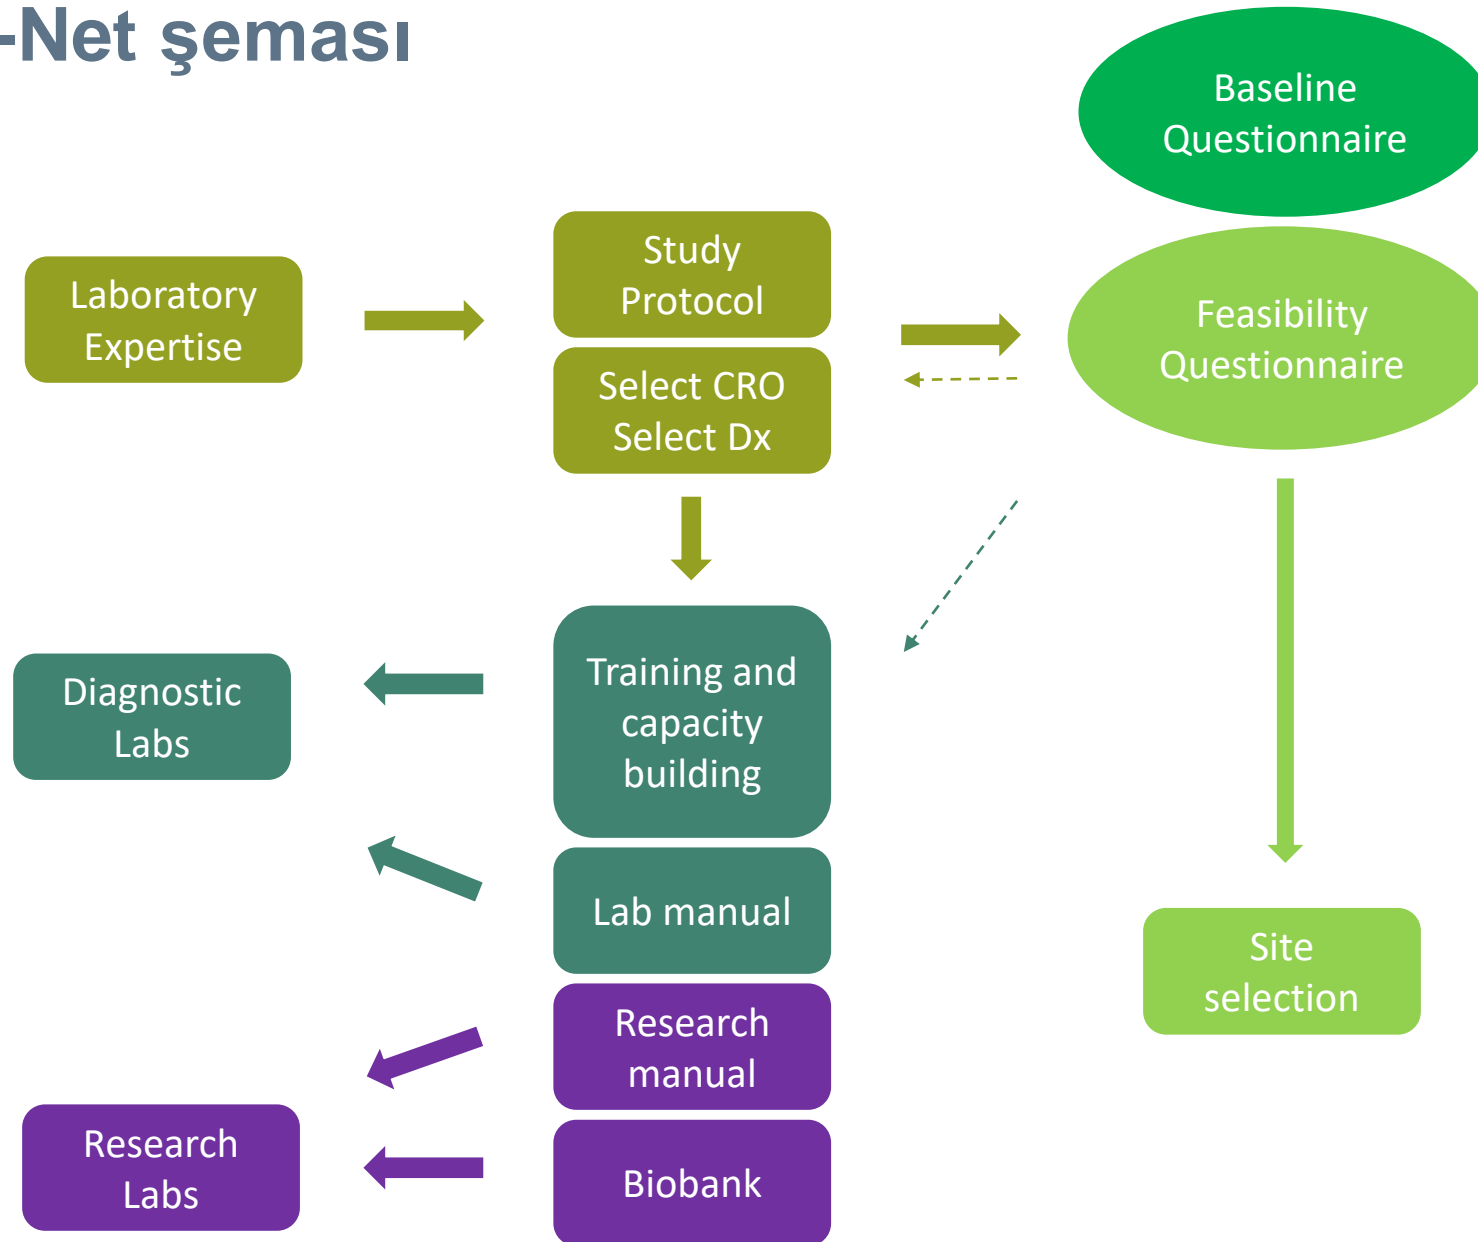 -Net şeması
Baseline
Questionnaire
Study
Protocol
Laboratory
Expertise
Feasibility
Questionnaire
Select CRO
Select Dx
Training and
capacity
building
Diagnostic
Labs
Lab manual
Site
selection
Research
manual
Research
Labs
Biobank